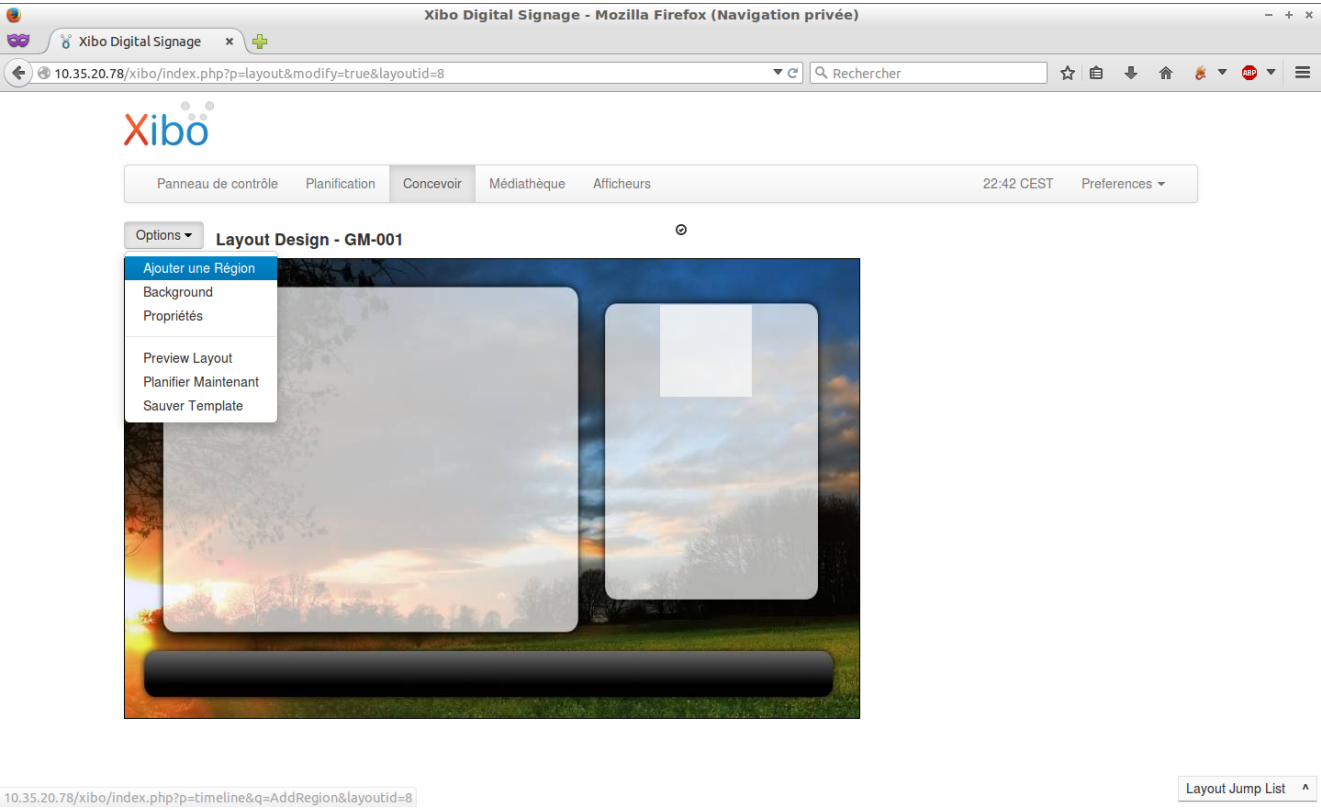 Xibo Digital Signage - Mozilla Firefox (Navigation privée)
Xibo Digital Signage
10.35.20.78/xibo/index.php?p=layout&modify=true&layoutid=8
Rechercher
ABP
Xibo
Panneau de contrôle Planification Concevoir Médiathèque Afficheurs 22:42 CEST Preferences
Options
Layout Design - GM-001
Ajouter une Région
Background
Propriétés
Preview Layout
Planifier Maintenant
Sauver Template
Layout Jump List
10.35.20.78/xibo/index.php?p=timeline&q=AddRegion&layoutid=8